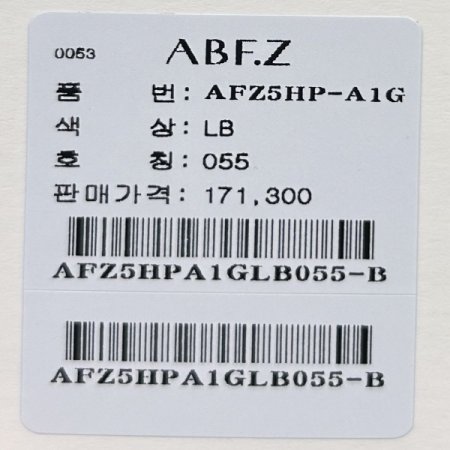 0053
ABF.Z
품 번: AFZ5HP-A1G
색 상: LB
호 칭: 055
판매가격: 171,300
AFZ5HPA1GLB055-B
AFZ5HPA1GLB055-B